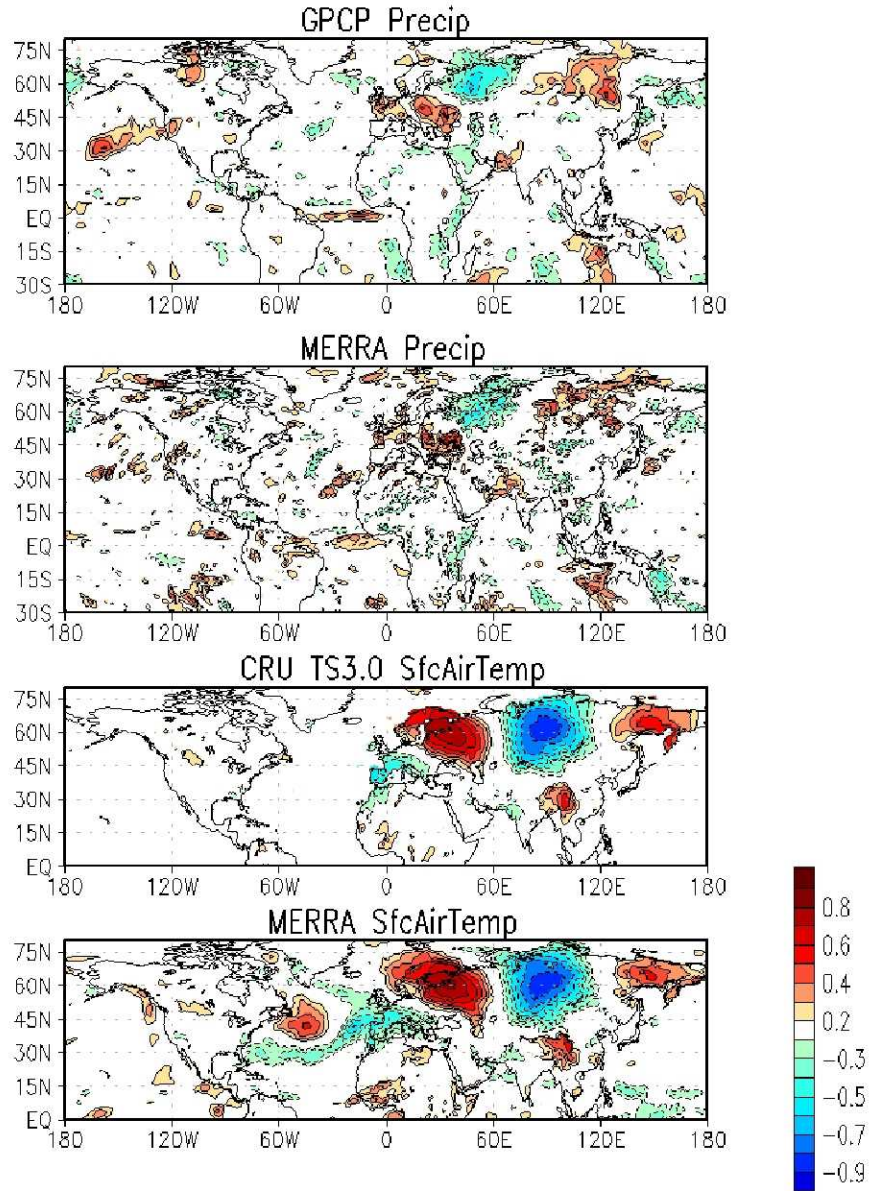 GPCP Precip
75N
60N
45N
30N
15N
EQ
15S
30S
180 120W 60W 0 60E 120E 180
MERRA Precip
75N
60N
45N
30N
15N
EQ
15S
30S
180 120W 60W 0 60E 120E 180
CRU TS3.0 SfcAirTemp
75N
60N
45N
30N
15N
EQ
180 120W 60W 0 60E 120E 180
MERRA SfcAirTemp
75N
60N
45N
30N
15N
EQ
180 120W 60W 0 60E 120E 180
0.8
0.6
0.4
0.2
-0.3
-0.5
-0.7
-0.9